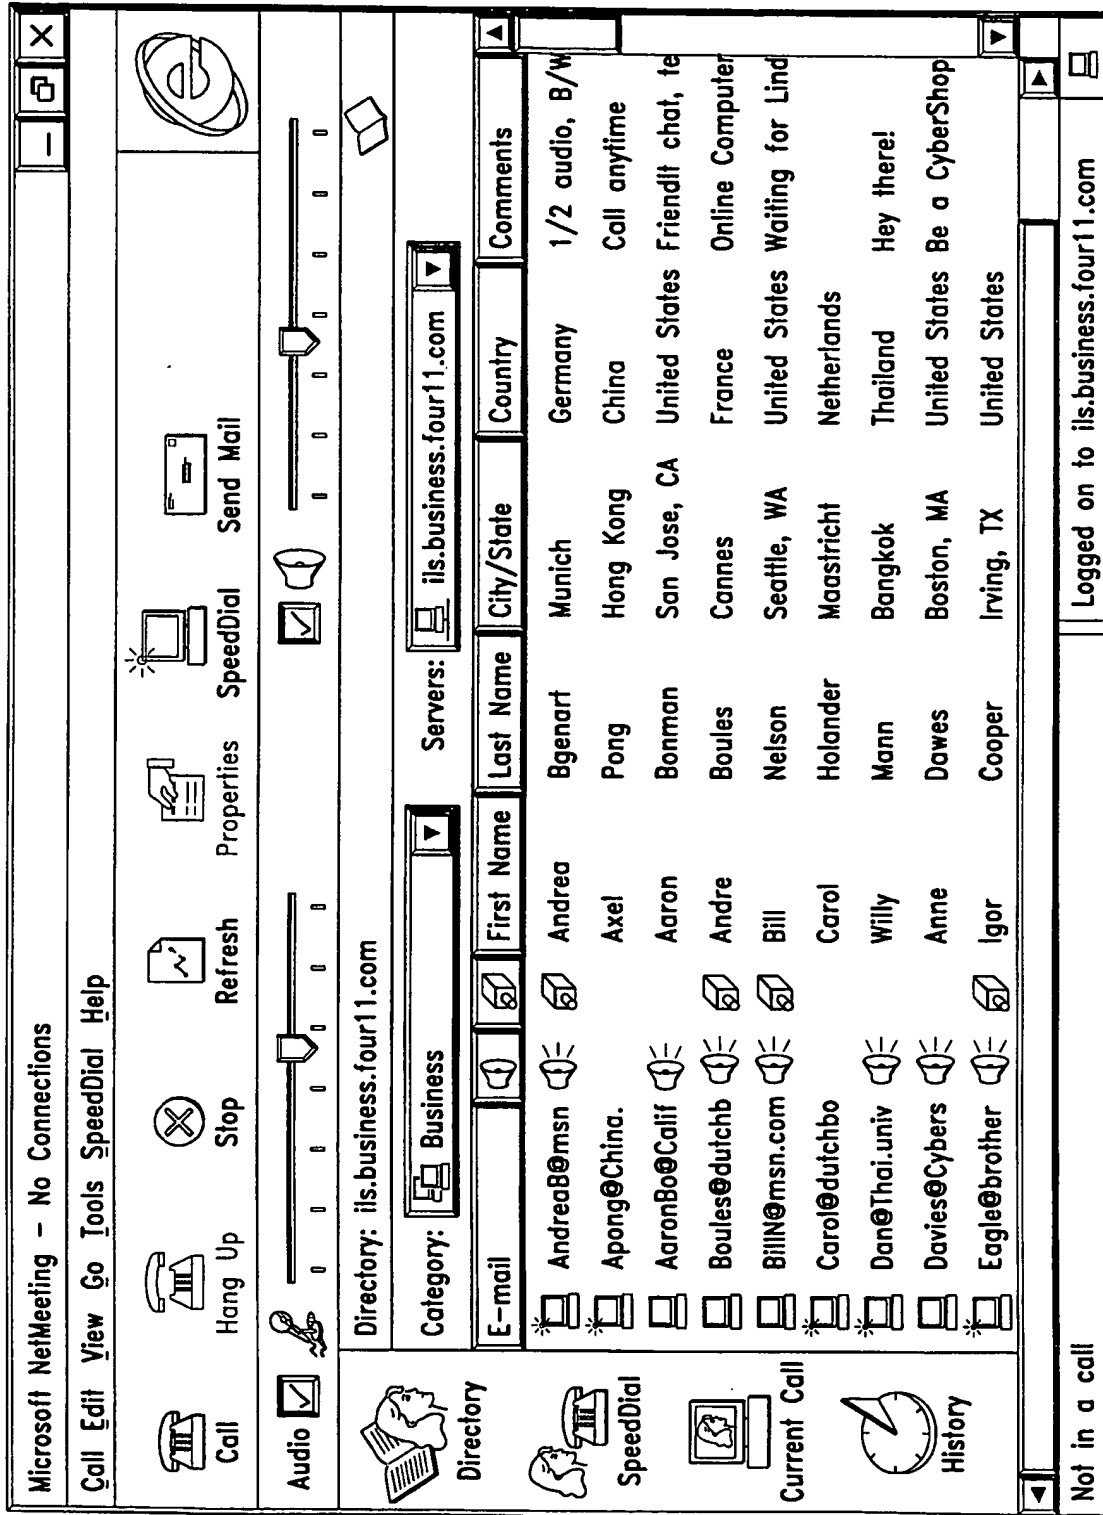 Microsoft NetMeeting – No Connections
Call Edit View Go Tools SpeedDial Help
Call Hang Up Stop Refresh Properties SpeedDial Send Mail
Audio
Directory: ils.business.four11.com
Category: Business Servers: ils.business.four11.com
E-mail First Name Last Name City/State Country Comments
AndreaB@msn Andrea Bgenart Munich Germany 1/2 audio, B/W
Apong@China. Axel Pong Hong Kong China Call anytime
AaronBo@Calif Aaron Bonman San Jose, CA United States Friendlt chat, te
Boules@dutchb Andre Boules Cannes France Online Computer
BillN@msn.com Bill Nelson Seattle, WA United States Waiting for Lind
Carol@dutchbo Carol Holander Maastricht Netherlands
Dan@Thai.univ Willy Mann Bangkok Thailand Hey there!
Davies@Cybers Anne Dawes Boston, MA United States Be a CyberShop
Eagle@brother Igor Cooper Irving, TX United States
Directory
SpeedDial
Current Call
History
Not in a call Logged on to ils.business.four11.com